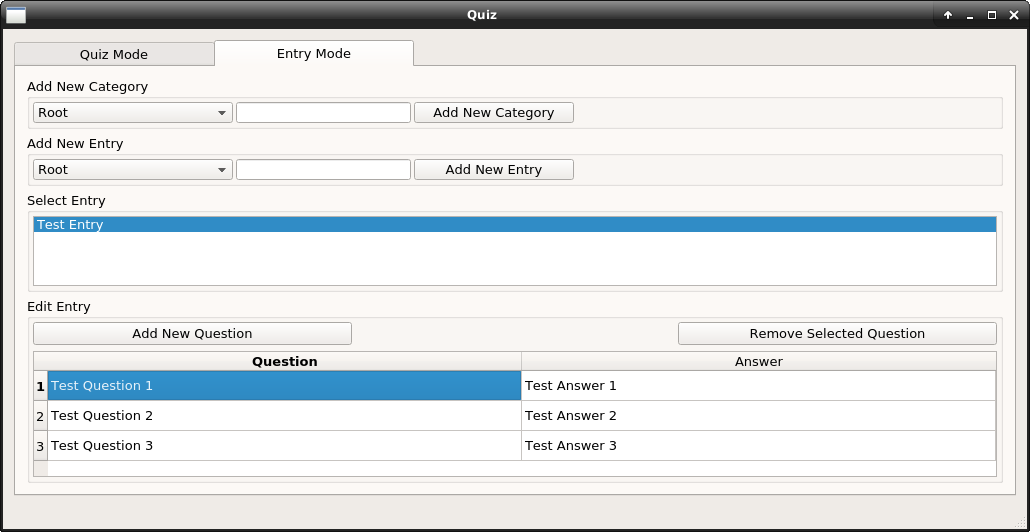 Quiz
Quiz Mode Entry Mode
Add New Category
Root Add New Category
Add New Entry
Root Add New Entry
Select Entry
Test Entry
Edit Entry
Add New Question Remove Selected Question
Question Answer
1 Test Question 1 Test Answer 1
2 Test Question 2 Test Answer 2
3 Test Question 3 Test Answer 3